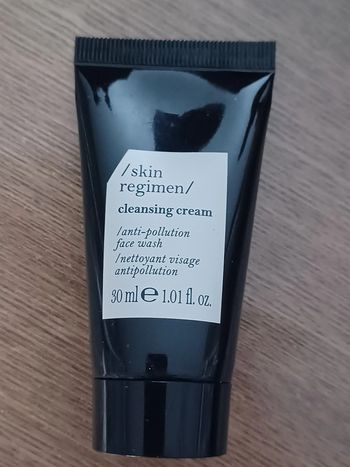 /skin
regimen/
cleansing cream
/anti-pollution
face wash
/nettoyant visage
antipollution
30 ml e 1.01 fl. oz.